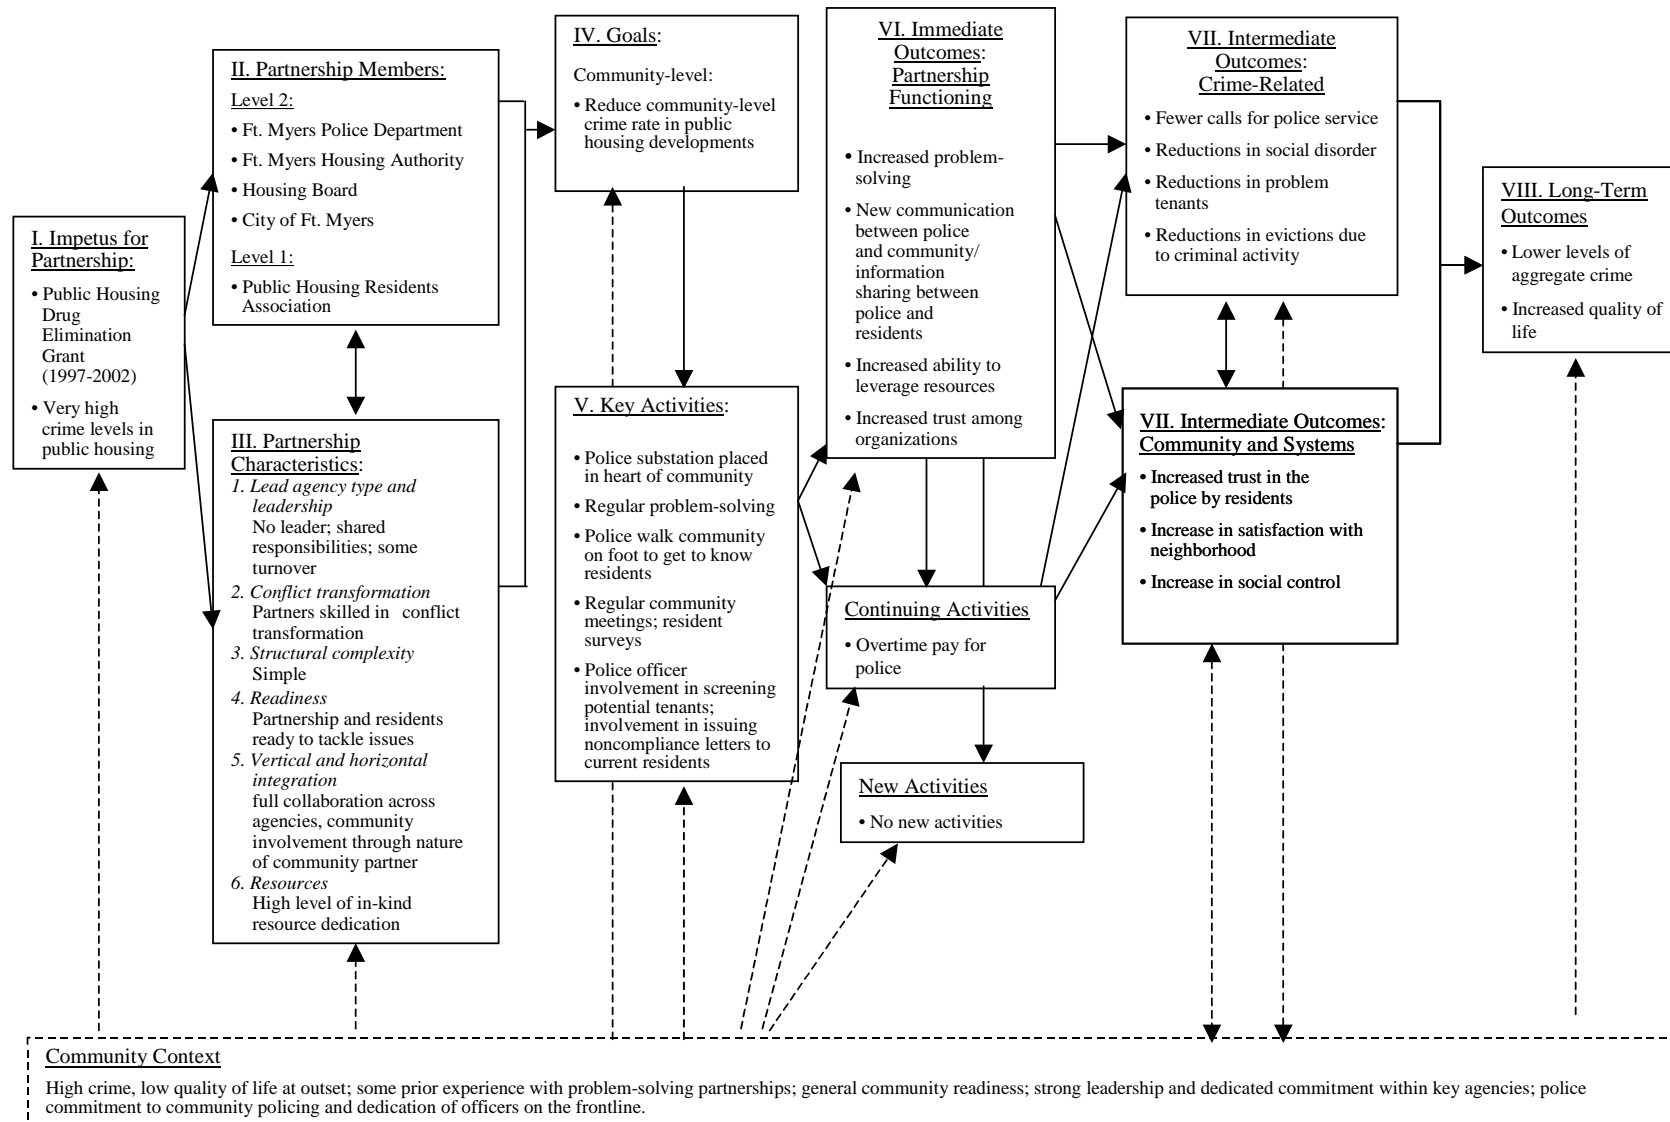 I. Impetus for
Partnership:
• Public Housing
Drug
Elimination
Grant
(1997-2002)
• Very high
crime levels in
public housing
II. Partnership Members:
Level 2:
• Ft. Myers Police Department
• Ft. Myers Housing Authority
• Housing Board
• City of Ft. Myers
Level 1:
• Public Housing Residents
Association
III. Partnership
Characteristics:
1. Lead agency type and
leadership
No leader; shared
responsibilities; some
turnover
2. Conflict transformation
Partners skilled in conflict
transformation
3. Structural complexity
Simple
4. Readiness
Partnership and residents
ready to tackle issues
5. Vertical and horizontal
integration
full collaboration across
agencies, community
involvement through nature
of community partner
6. Resources
High level of in-kind
resource dedication
IV. Goals:
Community-level:
• Reduce community-level
crime rate in public
housing developments
V. Key Activities:
• Police substation placed
in heart of community
• Regular problem-solving
• Police walk community
on foot to get to know
residents
• Regular community
meetings; resident
surveys
• Police officer
involvement in screening
potential tenants;
involvement in issuing
noncompliance letters to
current residents
VI. Immediate
Outcomes:
Partnership
Functioning
• Increased problem-
solving
• New communication
between police
and community/
information
sharing between
police and
residents
• Increased ability to
leverage resources
• Increased trust among
organizations
Continuing Activities
• Overtime pay for
police
New Activities
• No new activities
VII. Intermediate
Outcomes:
Crime-Related
• Fewer calls for police service
• Reductions in social disorder
• Reductions in problem
tenants
• Reductions in evictions due
to criminal activity
VII. Intermediate Outcomes:
Community and Systems
• Increased trust in the
police by residents
• Increase in satisfaction with
neighborhood
• Increase in social control
VIII. Long-Term
Outcomes
• Lower levels of
aggregate crime
• Increased quality of
life
Community Context
High crime, low quality of life at outset; some prior experience with problem-solving partnerships; general community readiness; strong leadership and dedicated commitment within key agencies; police
commitment to community policing and dedication of officers on the frontline.